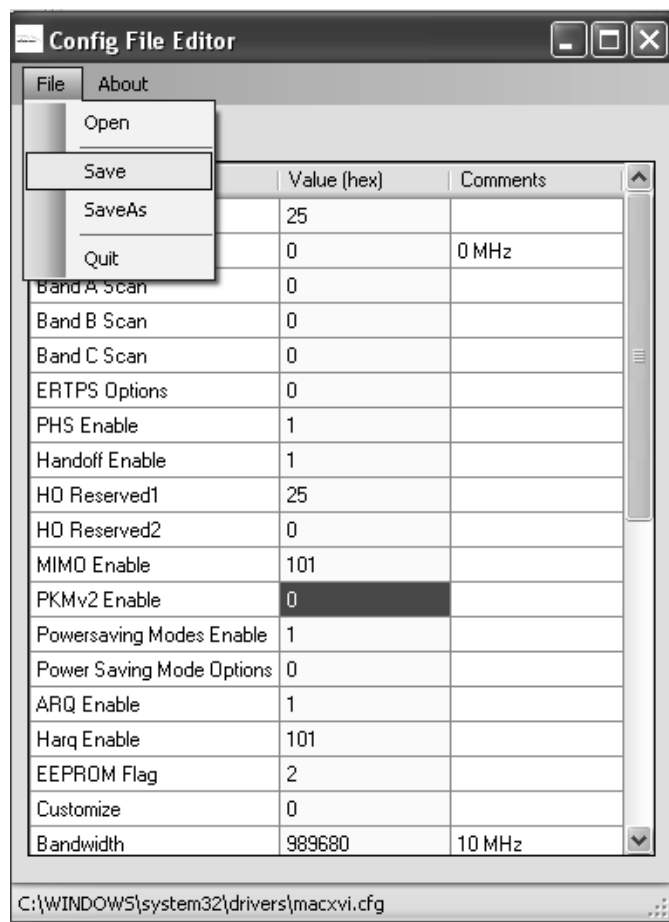 Config File Editor
File About
Open
Save
SaveAs
Quit
Value (hex) Comments
25
0 0 MHz
Band A Scan 0
Band B Scan 0
Band C Scan 0
ERTPS Options 0
PHS Enable 1
Handoff Enable 1
HO Reserved1 25
HO Reserved2 0
MIMO Enable 101
PKMv2 Enable 0
Powersaving Modes Enable 1
Power Saving Mode Options 0
ARQ Enable 1
Harq Enable 101
EEPROM Flag 2
Customize 0
Bandwidth 989680 10 MHz
C:\WINDOWS\system32\drivers\macxvi.cfg